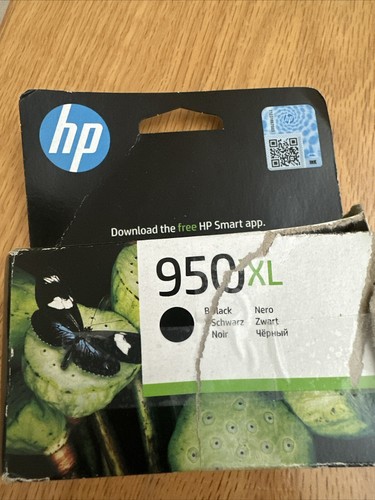 hp
Download the free HP Smart app.
950XL
Black Nero
Schwarz Zwart
Noir Чёрный